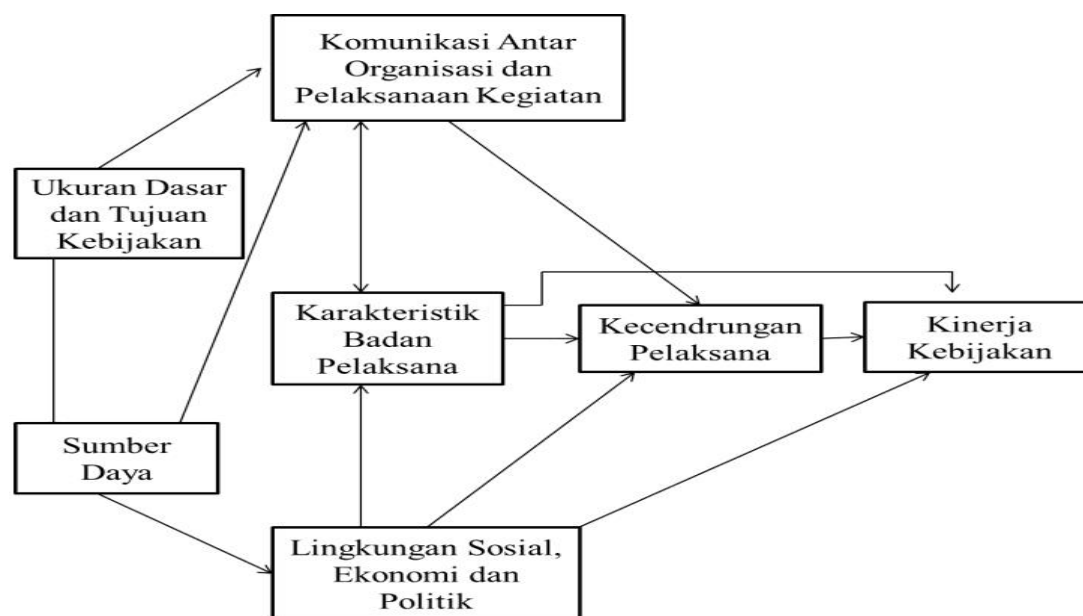 Komunikasi Antar
Organisasi dan
Pelaksanaan Kegiatan
Ukuran Dasar
dan Tujuan
Kebijakan
Karakteristik
Badan
Pelaksana
Kecendrungan
Pelaksana
Kinerja
Kebijakan
Sumber
Daya
Lingkungan Sosial,
Ekonomi dan
Politik